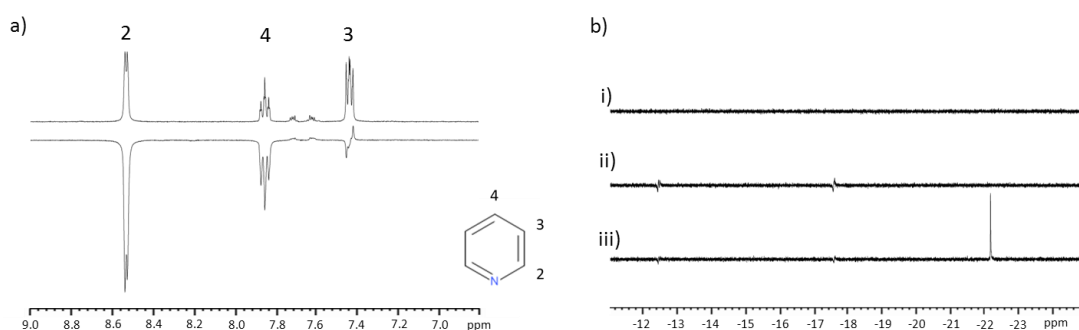 a)
2 4 3
4
3
2
N
9.0 8.8 8.6 8.4 8.2 8.0 7.8 7.6 7.4 7.2 7.0 ppm
b)
i)
ii)
iii)
-12 -13 -14 -15 -16 -17 -18 -19 -20 -21 -22 -23 ppm